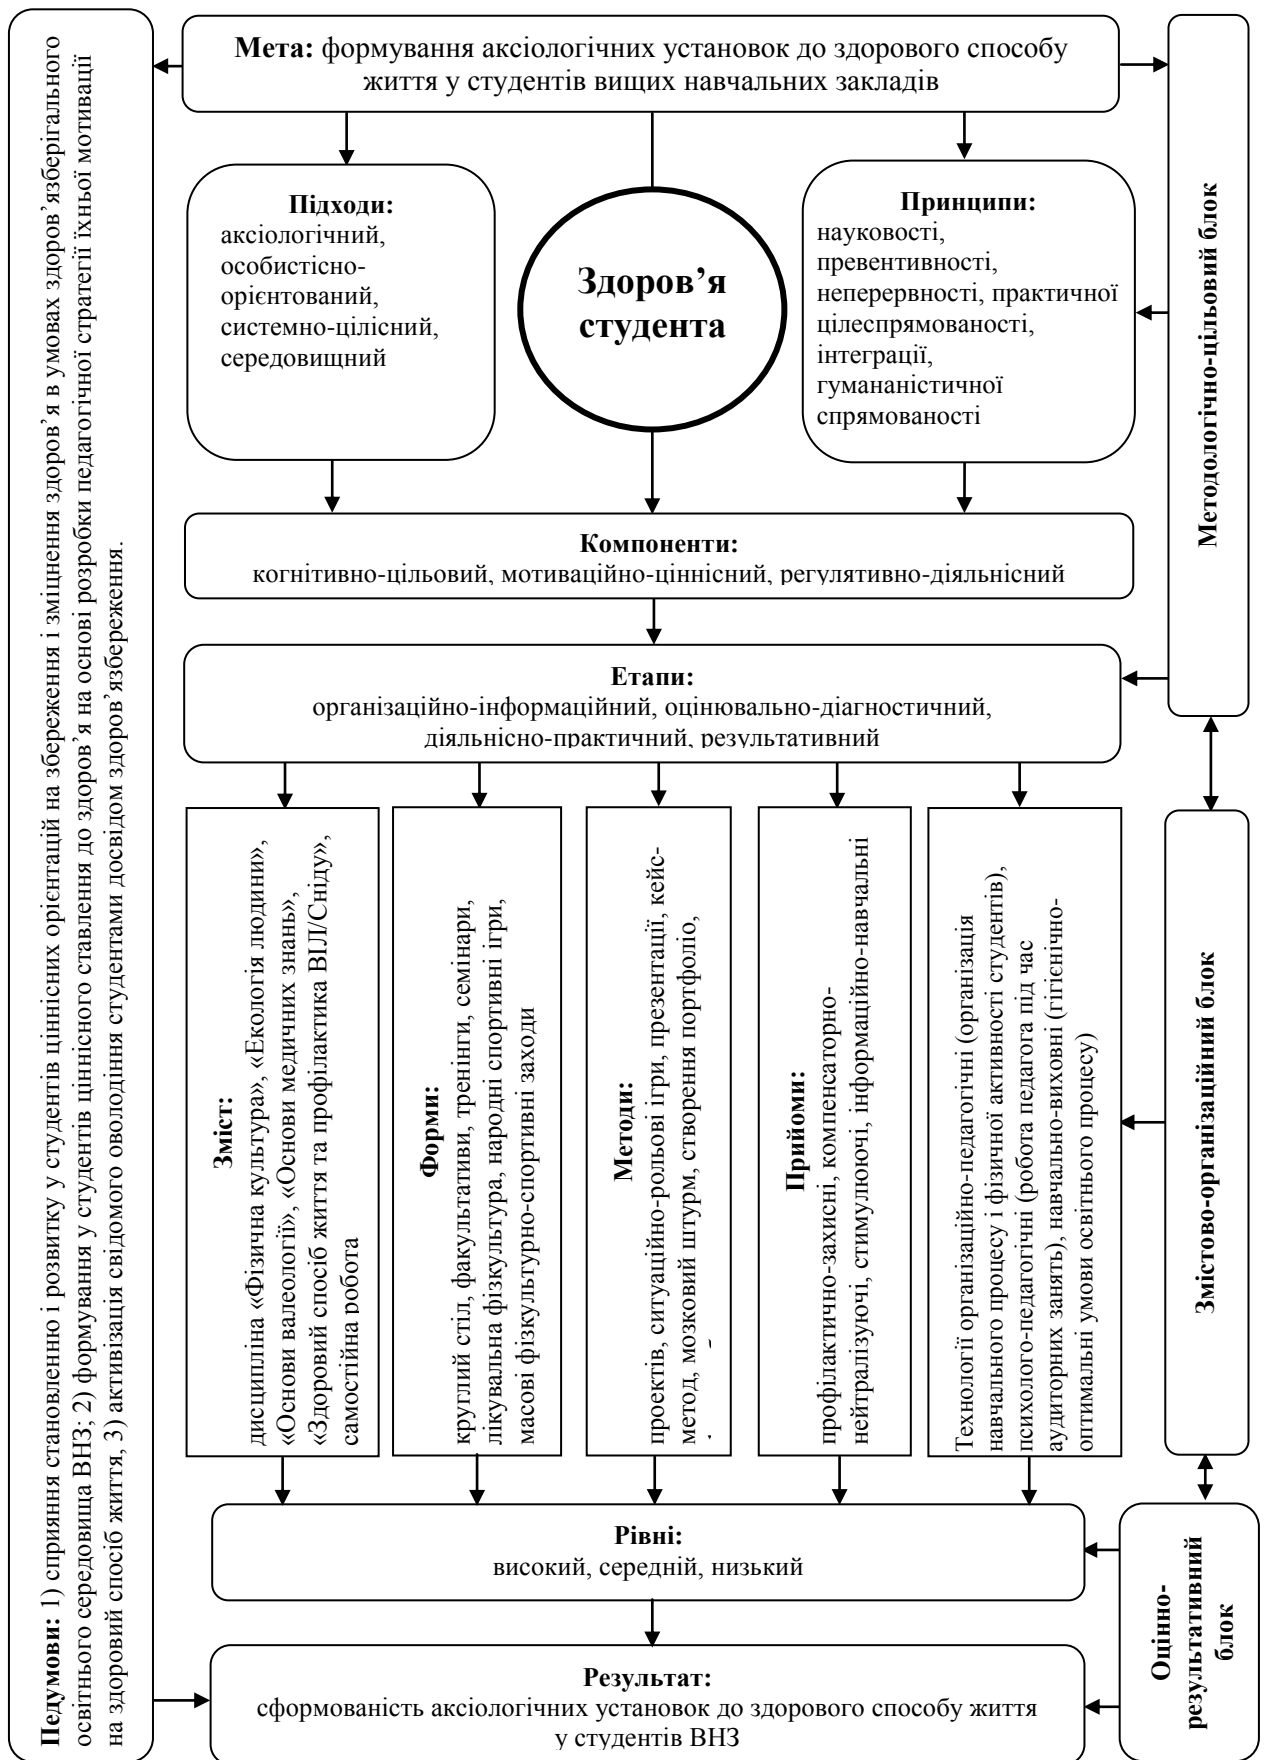 Мета: формування аксіологічних установок до здорового способу
життя у студентів вищих навчальних закладів
Педумови: 1) сприяння становленню і розвитку у студентів ціннісних орієнтацій на збереження і зміцнення здоров’я в умовах здоров’язберігального
освітнього середовища ВНЗ; 2) формування у студентів ціннісного ставлення до здоров’я на основі розробки педагогічної стратегії їхньої мотивації
на здоровий спосіб життя, 3) активізація свідомого оволодіння студентами досвідом здоров’язбереження.
Підходи:
аксіологічний,
особистісно-
орієнтований,
системно-цілісний,
середовищний
Здоров’я
студента
Принципи:
науковості,
превентивності,
неперервності, практичної
цілеспрямованості,
інтеграції,
гумананістичної
спрямованості
Методологічно-цільовий блок
Компоненти:
когнітивно-цільовий, мотиваційно-ціннісний, регулятивно-діяльнісний
Етапи:
організаційно-інформаційний, оцінювально-діагностичний,
діяльнісно-практичний, результативний
Зміст:
дисципліна «Фізична культура», «Екологія людини»,
«Основи валеології», «Основи медичних знань»,
«Здоровий спосіб життя та профілактика ВІЛ/Сніду»,
самостійна робота
Форми:
круглий стіл, факультативи, тренінги, семінари,
лікувальна фізкультура, народні спортивні ігри,
масові фізкультурно-спортивні заходи
Методи:
проектів, ситуаційно-рольові ігри, презентації, кейс-
метод, мозковий штурм, створення портфоліо,
Прийоми:
профілактично-захисні, компенсаторно-
нейтралізуючі, стимулюючі, інформаційно-навчальні
Технології організаційно-педагогічні (організація
навчального процесу і фізичної активності студентів),
психолого-педагогічні (робота педагога під час
аудиторних занять), навчально-виховні (гігієнічно-
оптимальні умови освітнього процесу)
Змістово-організаційний блок
Рівні:
високий, середній, низький
Результат:
сформованість аксіологічних установок до здорового способу життя
у студентів ВНЗ
Оцінно-
результативний
блок